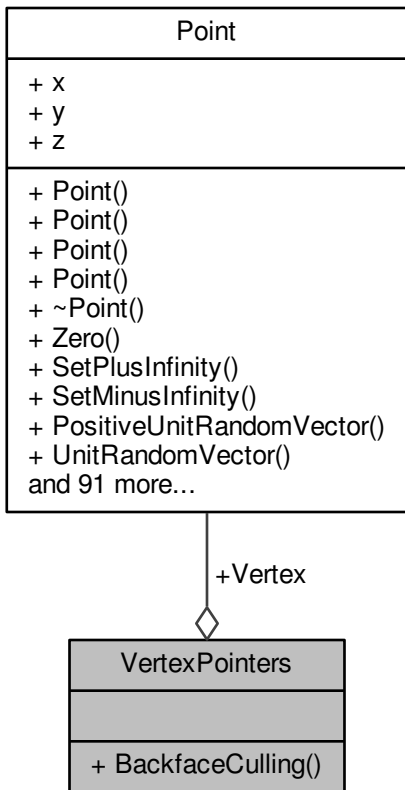 Point
+ x
+ y
+ z
+ Point()
+ Point()
+ Point()
+ Point()
+ ~Point()
+ Zero()
+ SetPlusInfinity()
+ SetMinusInfinity()
+ PositiveUnitRandomVector()
+ UnitRandomVector()
and 91 more...
+Vertex
VertexPointers
+ BackfaceCulling()